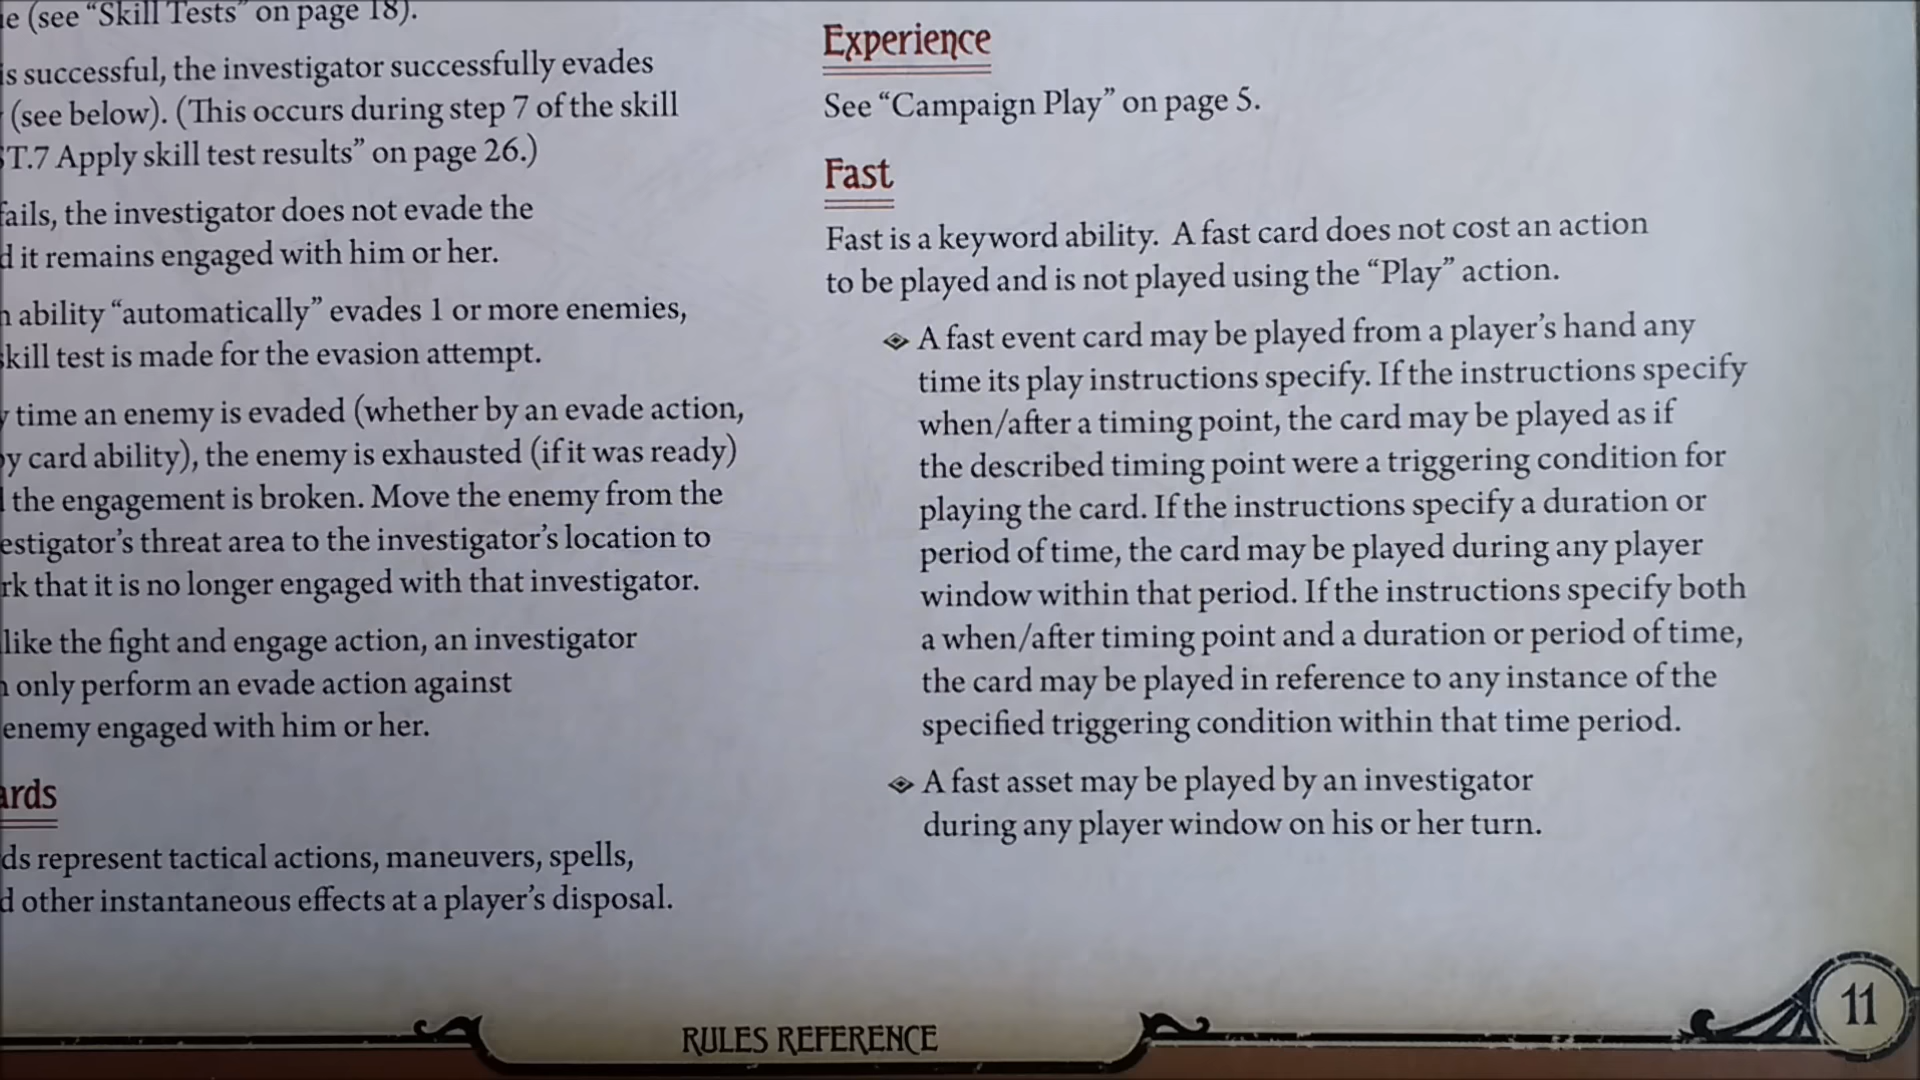 (see "Skill Tests" on page 18).
is successful, the investigator successfully evades
(see below). (This occurs during step 7 of the skill
ST.7 Apply skill test results" on page 26.)
fails, the investigator does not evade the
it remains engaged with him or her.
ability "automatically" evades 1 or more enemies,
skill test is made for the evasion attempt.
time an enemy is evaded (whether by an evade action,
by card ability), the enemy is exhausted (if it was ready)
the engagement is broken. Move the enemy from the
estigator's threat area to the investigator's location to
rk that it is no longer engaged with that investigator.
like the fight and engage action, an investigator
only perform an evade action against
enemy engaged with him or her.
ards
ds represent tactical actions, maneuvers, spells,
other instantaneous effects at a player's disposal.
Experience
See "Campaign Play" on page 5.
Fast
Fast is a keyword ability. A fast card does not cost an action
to be played and is not played using the "Play" action.
A fast event card may be played from a player's hand any
time its play instructions specify. If the instructions specify
when/after a timing point, the card may be played as if
the described timing point were a triggering condition for
playing the card. If the instructions specify a duration or
period of time, the card may be played during any player
window within that period. If the instructions specify both
a when/after timing point and a duration or period of time,
the card may be played in reference to any instance of the
specified triggering condition within that time period.
A fast asset may be played by an investigator
during any player window on his or her turn.
RULES REFERENCE
11